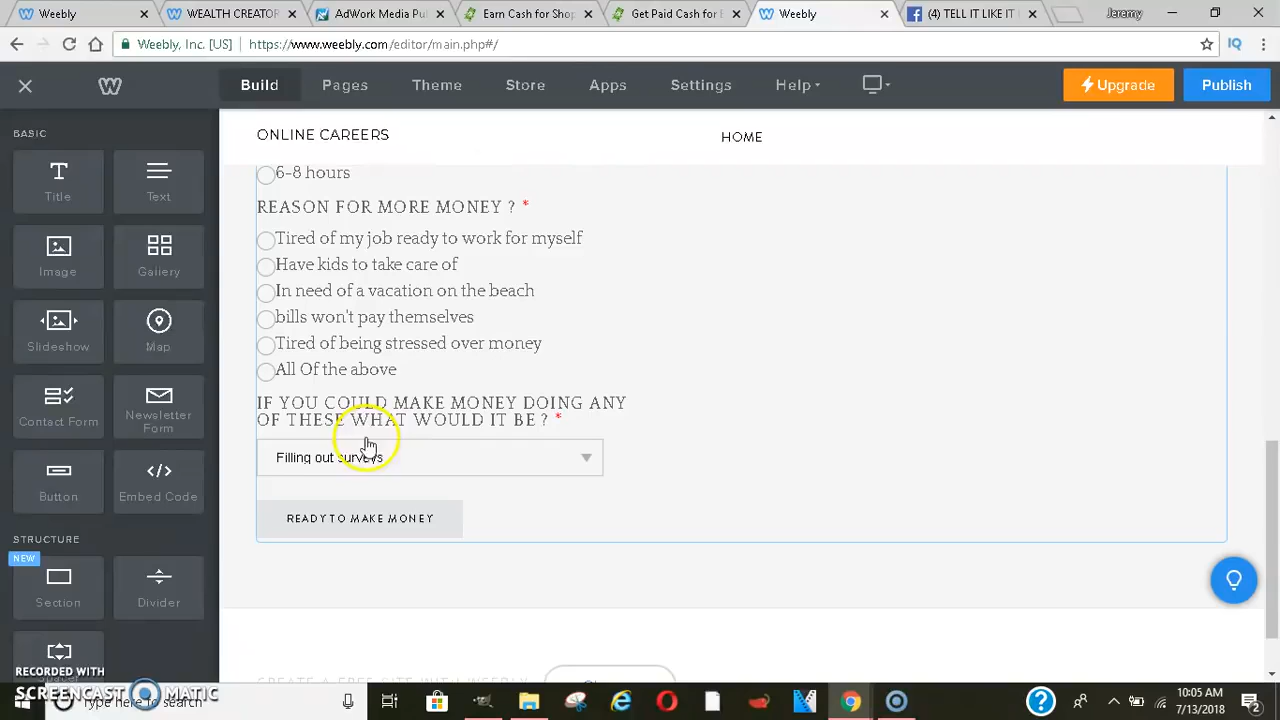 Weebly
WEALTH CREATOR
AdWork Media Pu
Earn Cash for Shop
Get Paid Cash for
Weebly
(4) TELL IT LIKE IT
Jeremy
Weebly, Inc. [US]
https://www.weebly.com/editor/main.php#/
Build
Pages
Theme
Store
Apps
Settings
Help
Upgrade
Publish
BASIC
Title
Text
Image
Gallery
Slideshow
Map
Contact Form
Newsletter
Form
Button
Embed Code
STRUCTURE
NEW
Section
Divider
ONLINE CAREERS
HOME
6-8 hours
REASON FOR MORE MONEY ? *
Tired of my job ready to work for myself
Have kids to take care of
In need of a vacation on the beach
bills won't pay themselves
Tired of being stressed over money
All Of the above
IF YOU COULD MAKE MONEY DOING ANY
OF THESE WHAT WOULD IT BE ? *
Filling out surveys
READY TO MAKE MONEY
CREATE A FREE SITE WITH WEEBLY
RECORDED WITH
SCREENCAST MATIC
Type here to search
10:05 AM
7/13/2018
2